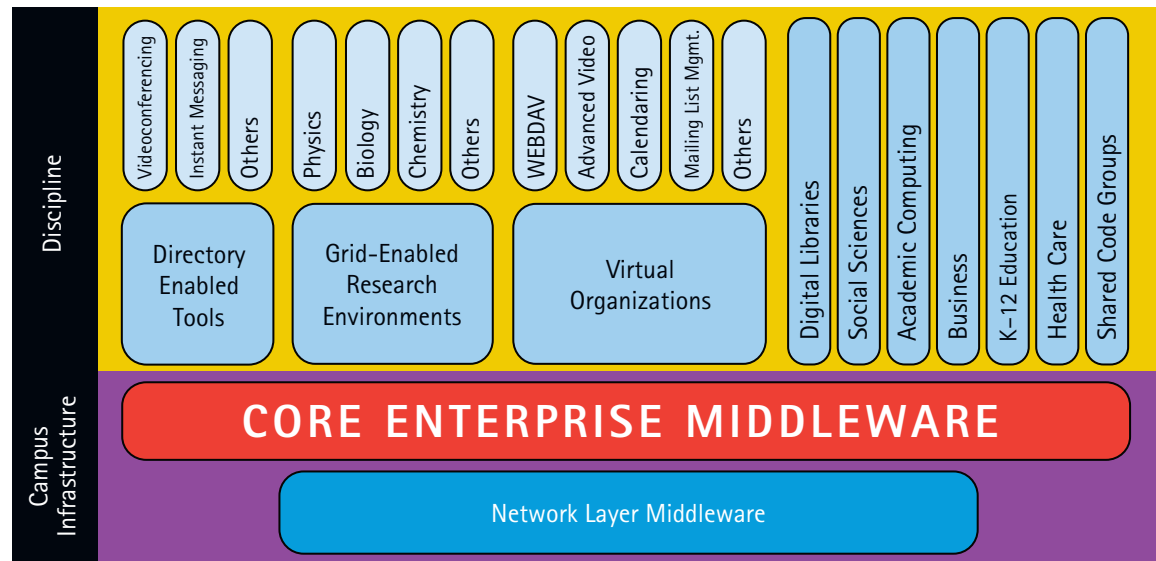 Discipline
Videoconferencing
Instant Messaging
Others
Physics
Biology
Chemistry
Others
WEBDAV
Advanced Video
Calendaring
Mailing List Mgmt.
Others
Directory
Enabled
Tools
Grid-Enabled
Research
Environments
Virtual
Organizations
Digital Libraries
Social Sciences
Academic Computing
Business
K–12 Education
Health Care
Shared Code Groups
Campus
Infrastructure
CORE ENTERPRISE MIDDLEWARE
Network Layer Middleware